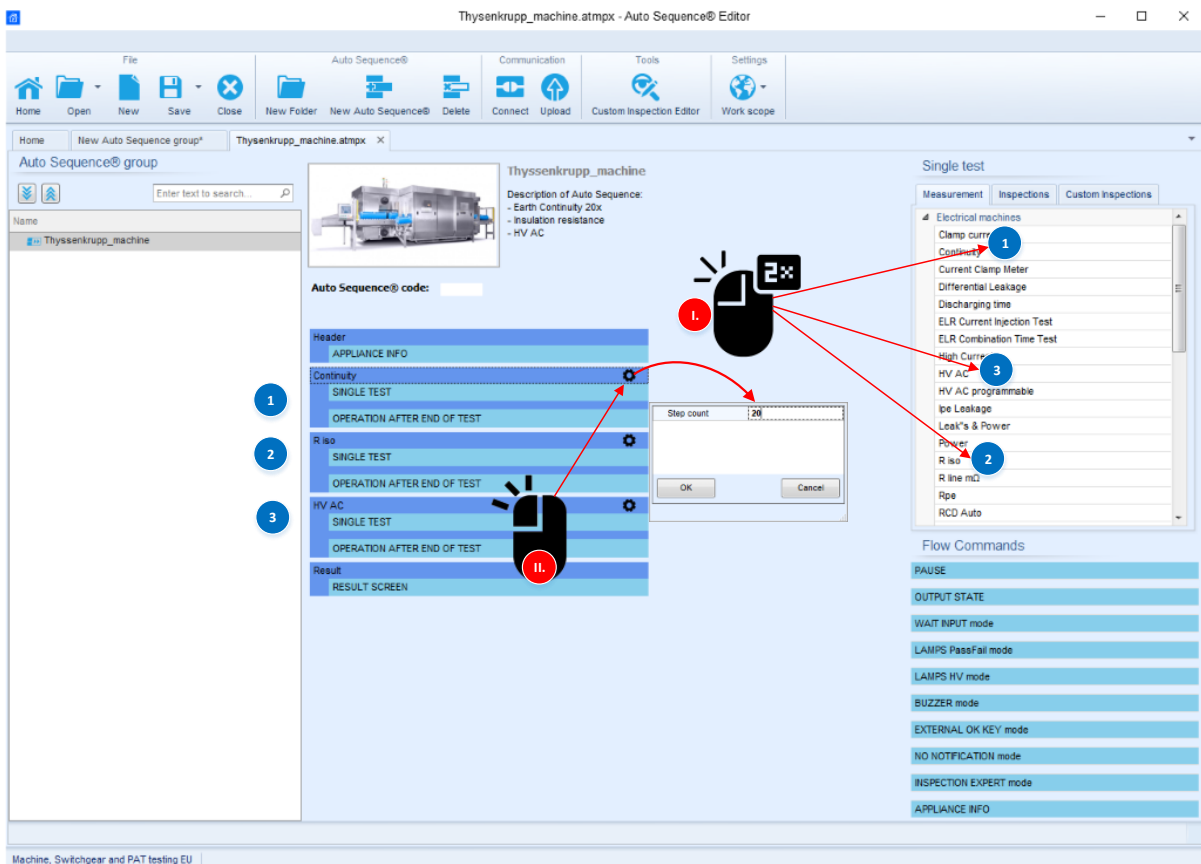 Thysenkrupp_machine.atmpx - Auto Sequence® Editor
File
Auto Sequence®
Communication
Tools
Settings
Home
Open
New
Save
Close
New Folder
New Auto Sequence®
Delete
Connect
Upload
Custom Inspection Editor
Work scope
Home
New Auto Sequence group*
Thysenkrupp_machine.atmpx
Auto Sequence® group
Enter text to search...
Name
Thyssenkrupp_machine
Thyssenkrupp_machine
Description of Auto Sequence:
- Earth Continuity 20x
- Insulation resistance
- HV AC
Auto Sequence® code:
Header
APPLIANCE INFO
Continuity
1
SINGLE TEST
OPERATION AFTER END OF TEST
R iso
2
SINGLE TEST
OPERATION AFTER END OF TEST
HV AC
3
SINGLE TEST
OPERATION AFTER END OF TEST
Result
RESULT SCREEN
I.
2x
II.
Step count
20
OK
Cancel
Single test
Measurement
Inspections
Custom Inspections
Electrical machines
Clamp curre
Continuity
1
Current Clamp Meter
Differential Leakage
Discharging time
ELR Current Injection Test
ELR Combination Time Test
High Curre
HV AC
3
HV AC programmable
Ipe Leakage
Leak"s & Power
Power
R iso
2
R line mΩ
Rpe
RCD Auto
Flow Commands
PAUSE
OUTPUT STATE
WAIT INPUT mode
LAMPS PassFail mode
LAMPS HV mode
BUZZER mode
EXTERNAL OK KEY mode
NO NOTIFICATION mode
INSPECTION EXPERT mode
APPLIANCE INFO
Machine, Switchgear and PAT testing EU